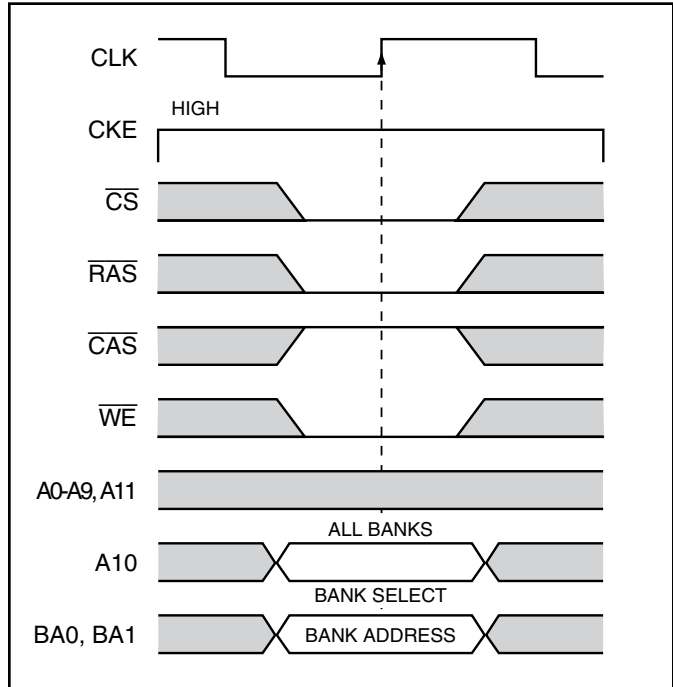 CLK
HIGH
CKE
CS
RAS
CAS
WE
A0-A9, A11
ALL BANKS
A10
BANK SELECT
BA0, BA1
BANK ADDRESS